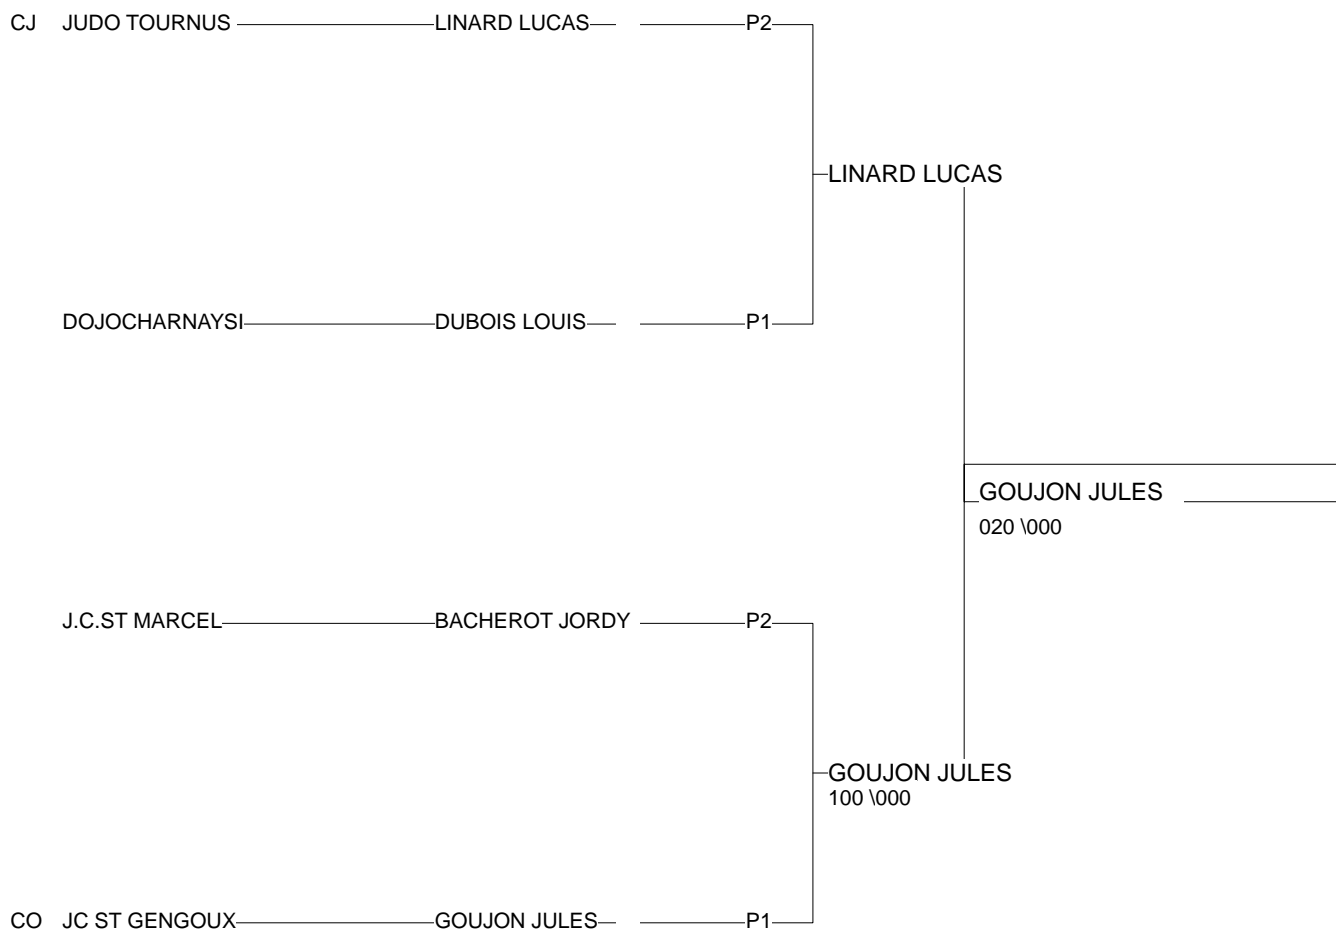 CJ JUDO TOURNUS LINARD LUCAS P2
LINARD LUCAS
DOJOCHARNAYSI DUBOIS LOUIS P1
GOUJON JULES
020 \000
J.C.ST MARCEL BACHEROT JORDY P2
GOUJON JULES
100 \000
CO JC ST GENGOUX GOUJON JULES P1